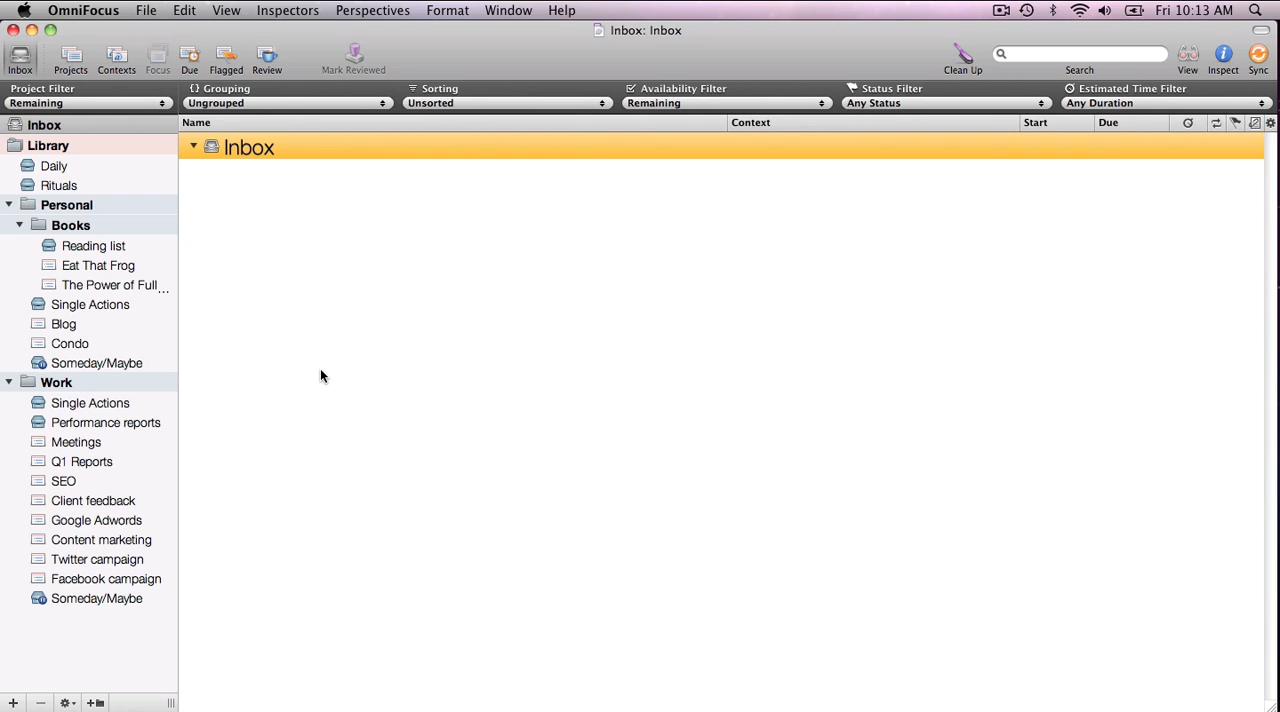 OmniFocus File Edit View Inspectors Perspectives Format Window Help Fri 10:13 AM
Inbox: Inbox
Inbox Projects Contexts Focus Due Flagged Review Mark Reviewed Clean Up Search View Inspect Sync
Project Filter {} Grouping Sorting Availability Filter Status Filter Estimated Time Filter
Remaining Ungrouped Unsorted Remaining Any Status Any Duration
Name Context Start Due
Inbox
Inbox
Library
Daily
Rituals
Personal
Books
Reading list
Eat That Frog
The Power of Full...
Single Actions
Blog
Condo
Someday/Maybe
Work
Single Actions
Performance reports
Meetings
Q1 Reports
SEO
Client feedback
Google Adwords
Content marketing
Twitter campaign
Facebook campaign
Someday/Maybe